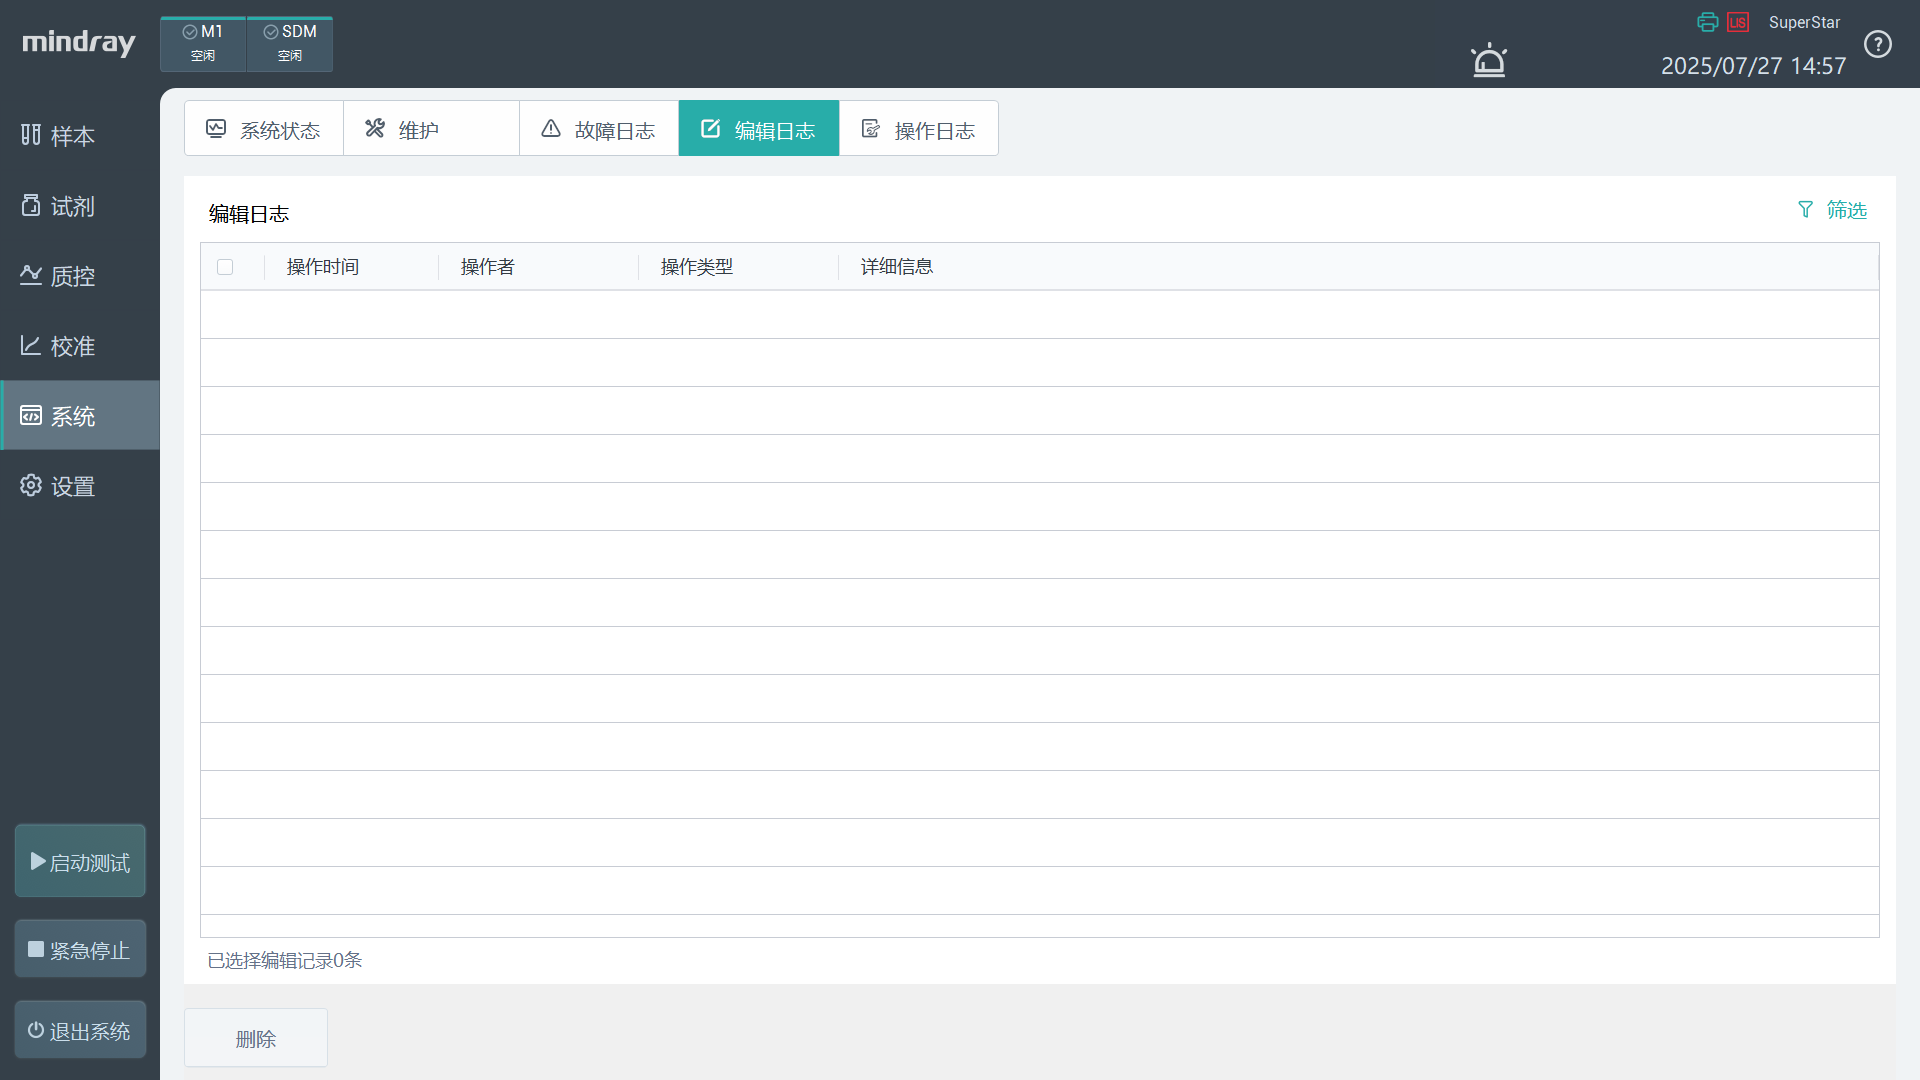 mindray
M1
空闲
SDM
空闲
LIS
SuperStar
2025/07/27 14:57
样本
试剂
质控
校准
系统
设置
启动测试
紧急停止
退出系统
系统状态
维护
故障日志
编辑日志
操作日志
编辑日志
筛选
操作时间
操作者
操作类型
详细信息
已选择编辑记录0条
删除